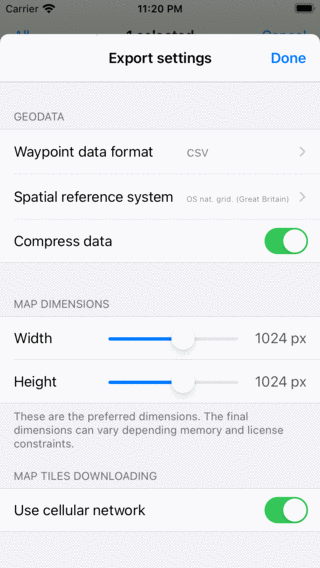 Carrier 11:20 PM
All 1 selected Cancel
Export settings Done
GEODATA
Waypoint data format CSV
Spatial reference system OS nat. grid. (Great Britain)
Compress data
MAP DIMENSIONS
Width 1024 px
Height 1024 px
These are the preferred dimensions. The final
dimensions can vary depending memory and license
constraints.
MAP TILES DOWNLOADING
Use cellular network